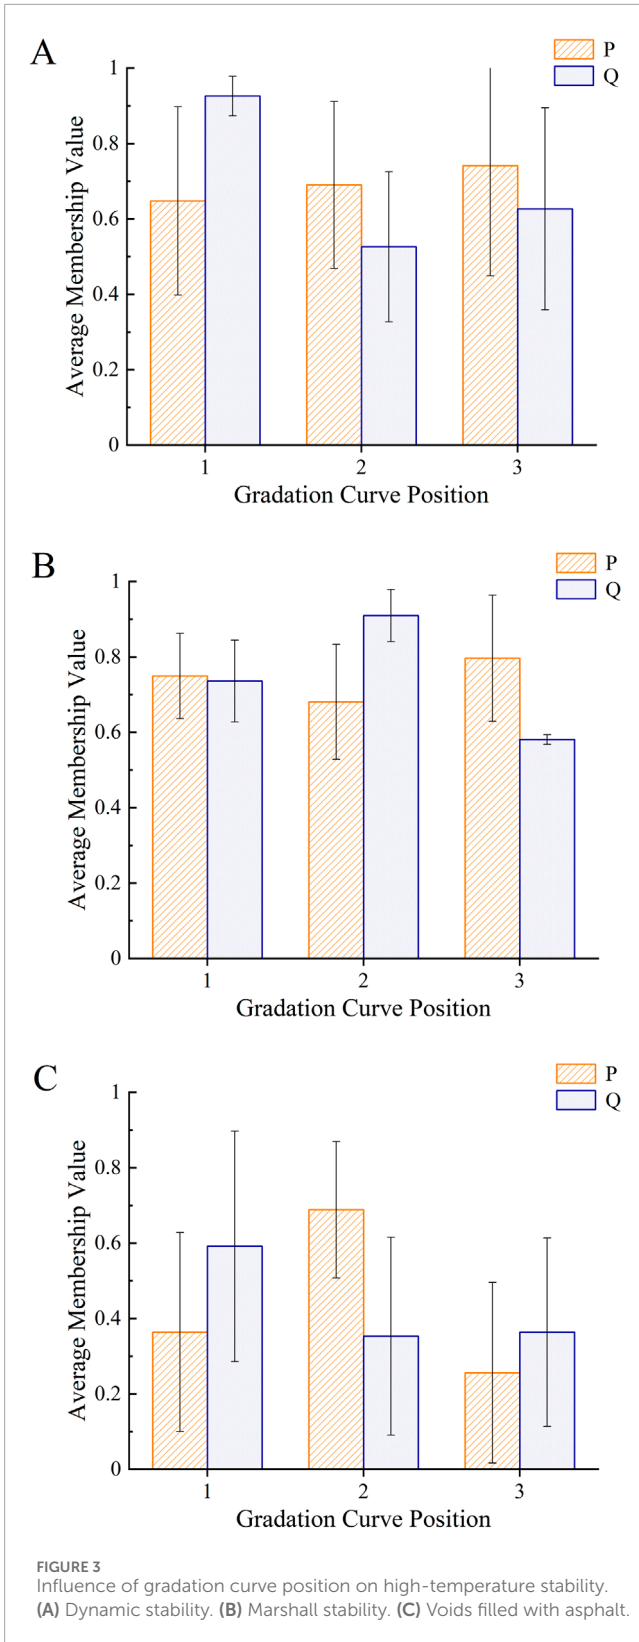 A
P
Q
1
0.8
0.6
0.4
0.2
0
Average Membership Value
1 2 3
Gradation Curve Position
B
P
Q
1
0.8
0.6
0.4
0.2
0
Average Membership Value
1 2 3
Gradation Curve Position
C
P
Q
1
0.8
0.6
0.4
0.2
0
Average Membership Value
1 2 3
Gradation Curve Position
FIGURE 3
Influence of gradation curve position on high-temperature stability.
(A) Dynamic stability. (B) Marshall stability. (C) Voids filled with asphalt.